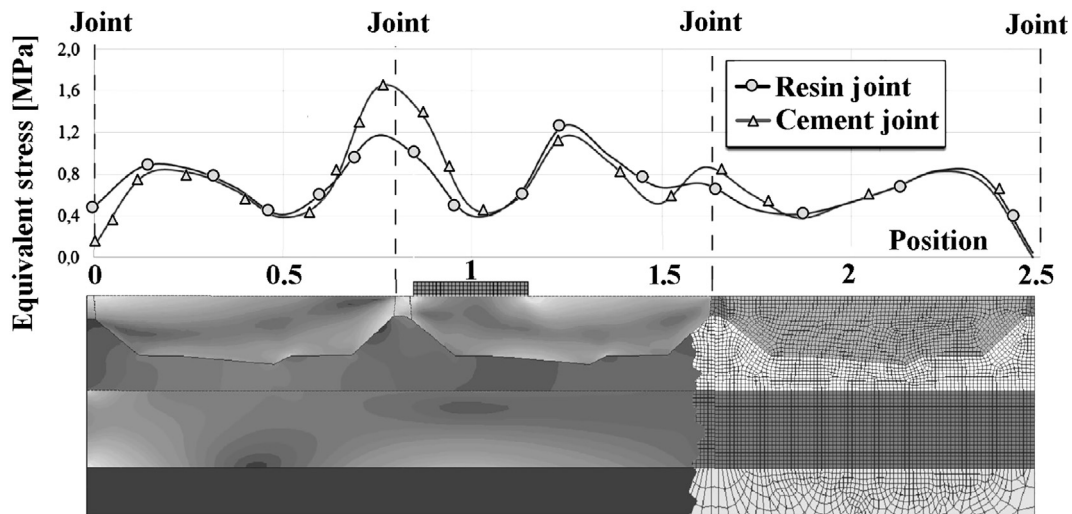 Joint Joint Joint Joint
Equivalent stress [MPa]
2,0
1,6
1,2
0,8
0,4
0,0
Resin joint
Cement joint
Position
0 0.5 1 1.5 2 2.5